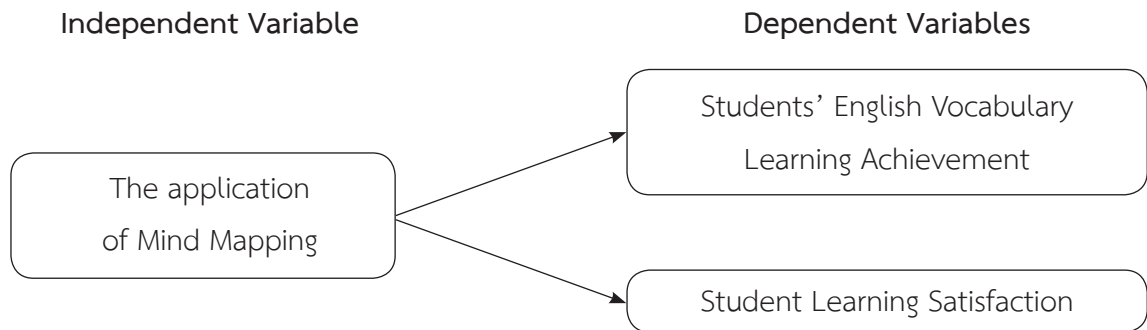 Independent Variable
Dependent Variables
The application
of Mind Mapping
Students’ English Vocabulary
Learning Achievement
Student Learning Satisfaction